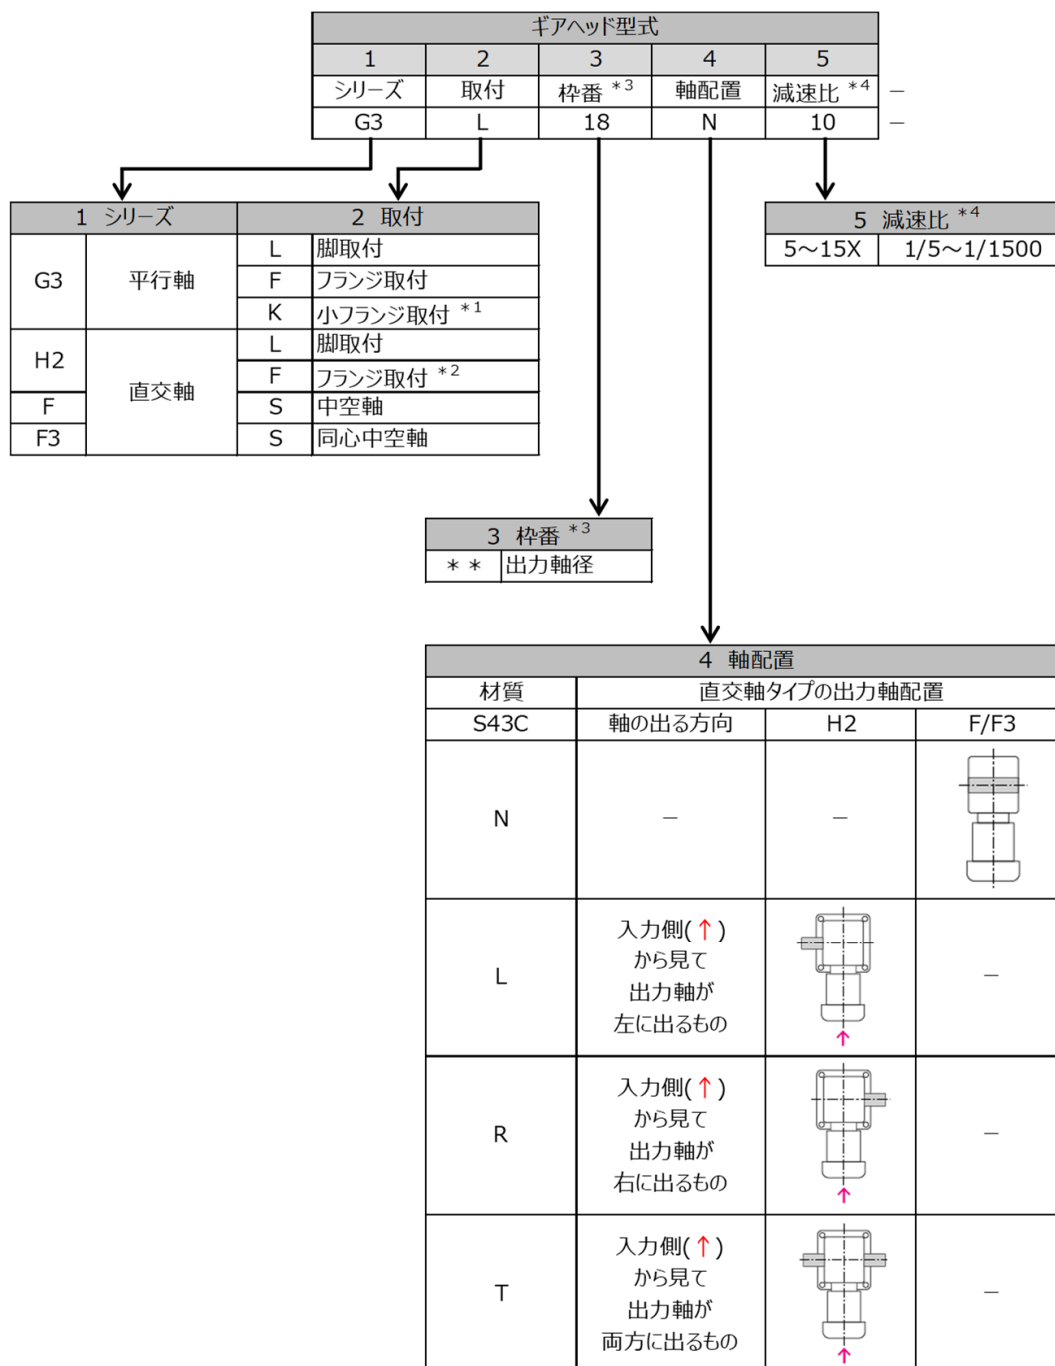 ギアヘッド型式
1 2 3 4 5
シリーズ 取付 枠番 *3 軸配置 減速比 *4 −
G3 L 18 N 10 −
1 シリーズ 2 取付
G3 平行軸 L 脚取付
F フランジ取付
K 小フランジ取付 *1
H2 直交軸 L 脚取付
F フランジ取付 *2
F S 中空軸
F3 S 同心中空軸
5 減速比 *4
5～15X 1/5～1/1500
3 枠番 *3
** 出力軸径
4 軸配置
材質 直交軸タイプの出力軸配置
S43C 軸の出る方向 H2 F/F3
N − −
L 入力側(↑) −
から見て
出力軸が
左に出るもの
↑
R 入力側(↑) −
から見て
出力軸が
右に出るもの
↑
T 入力側(↑) −
から見て
出力軸が
両方に出るもの
↑